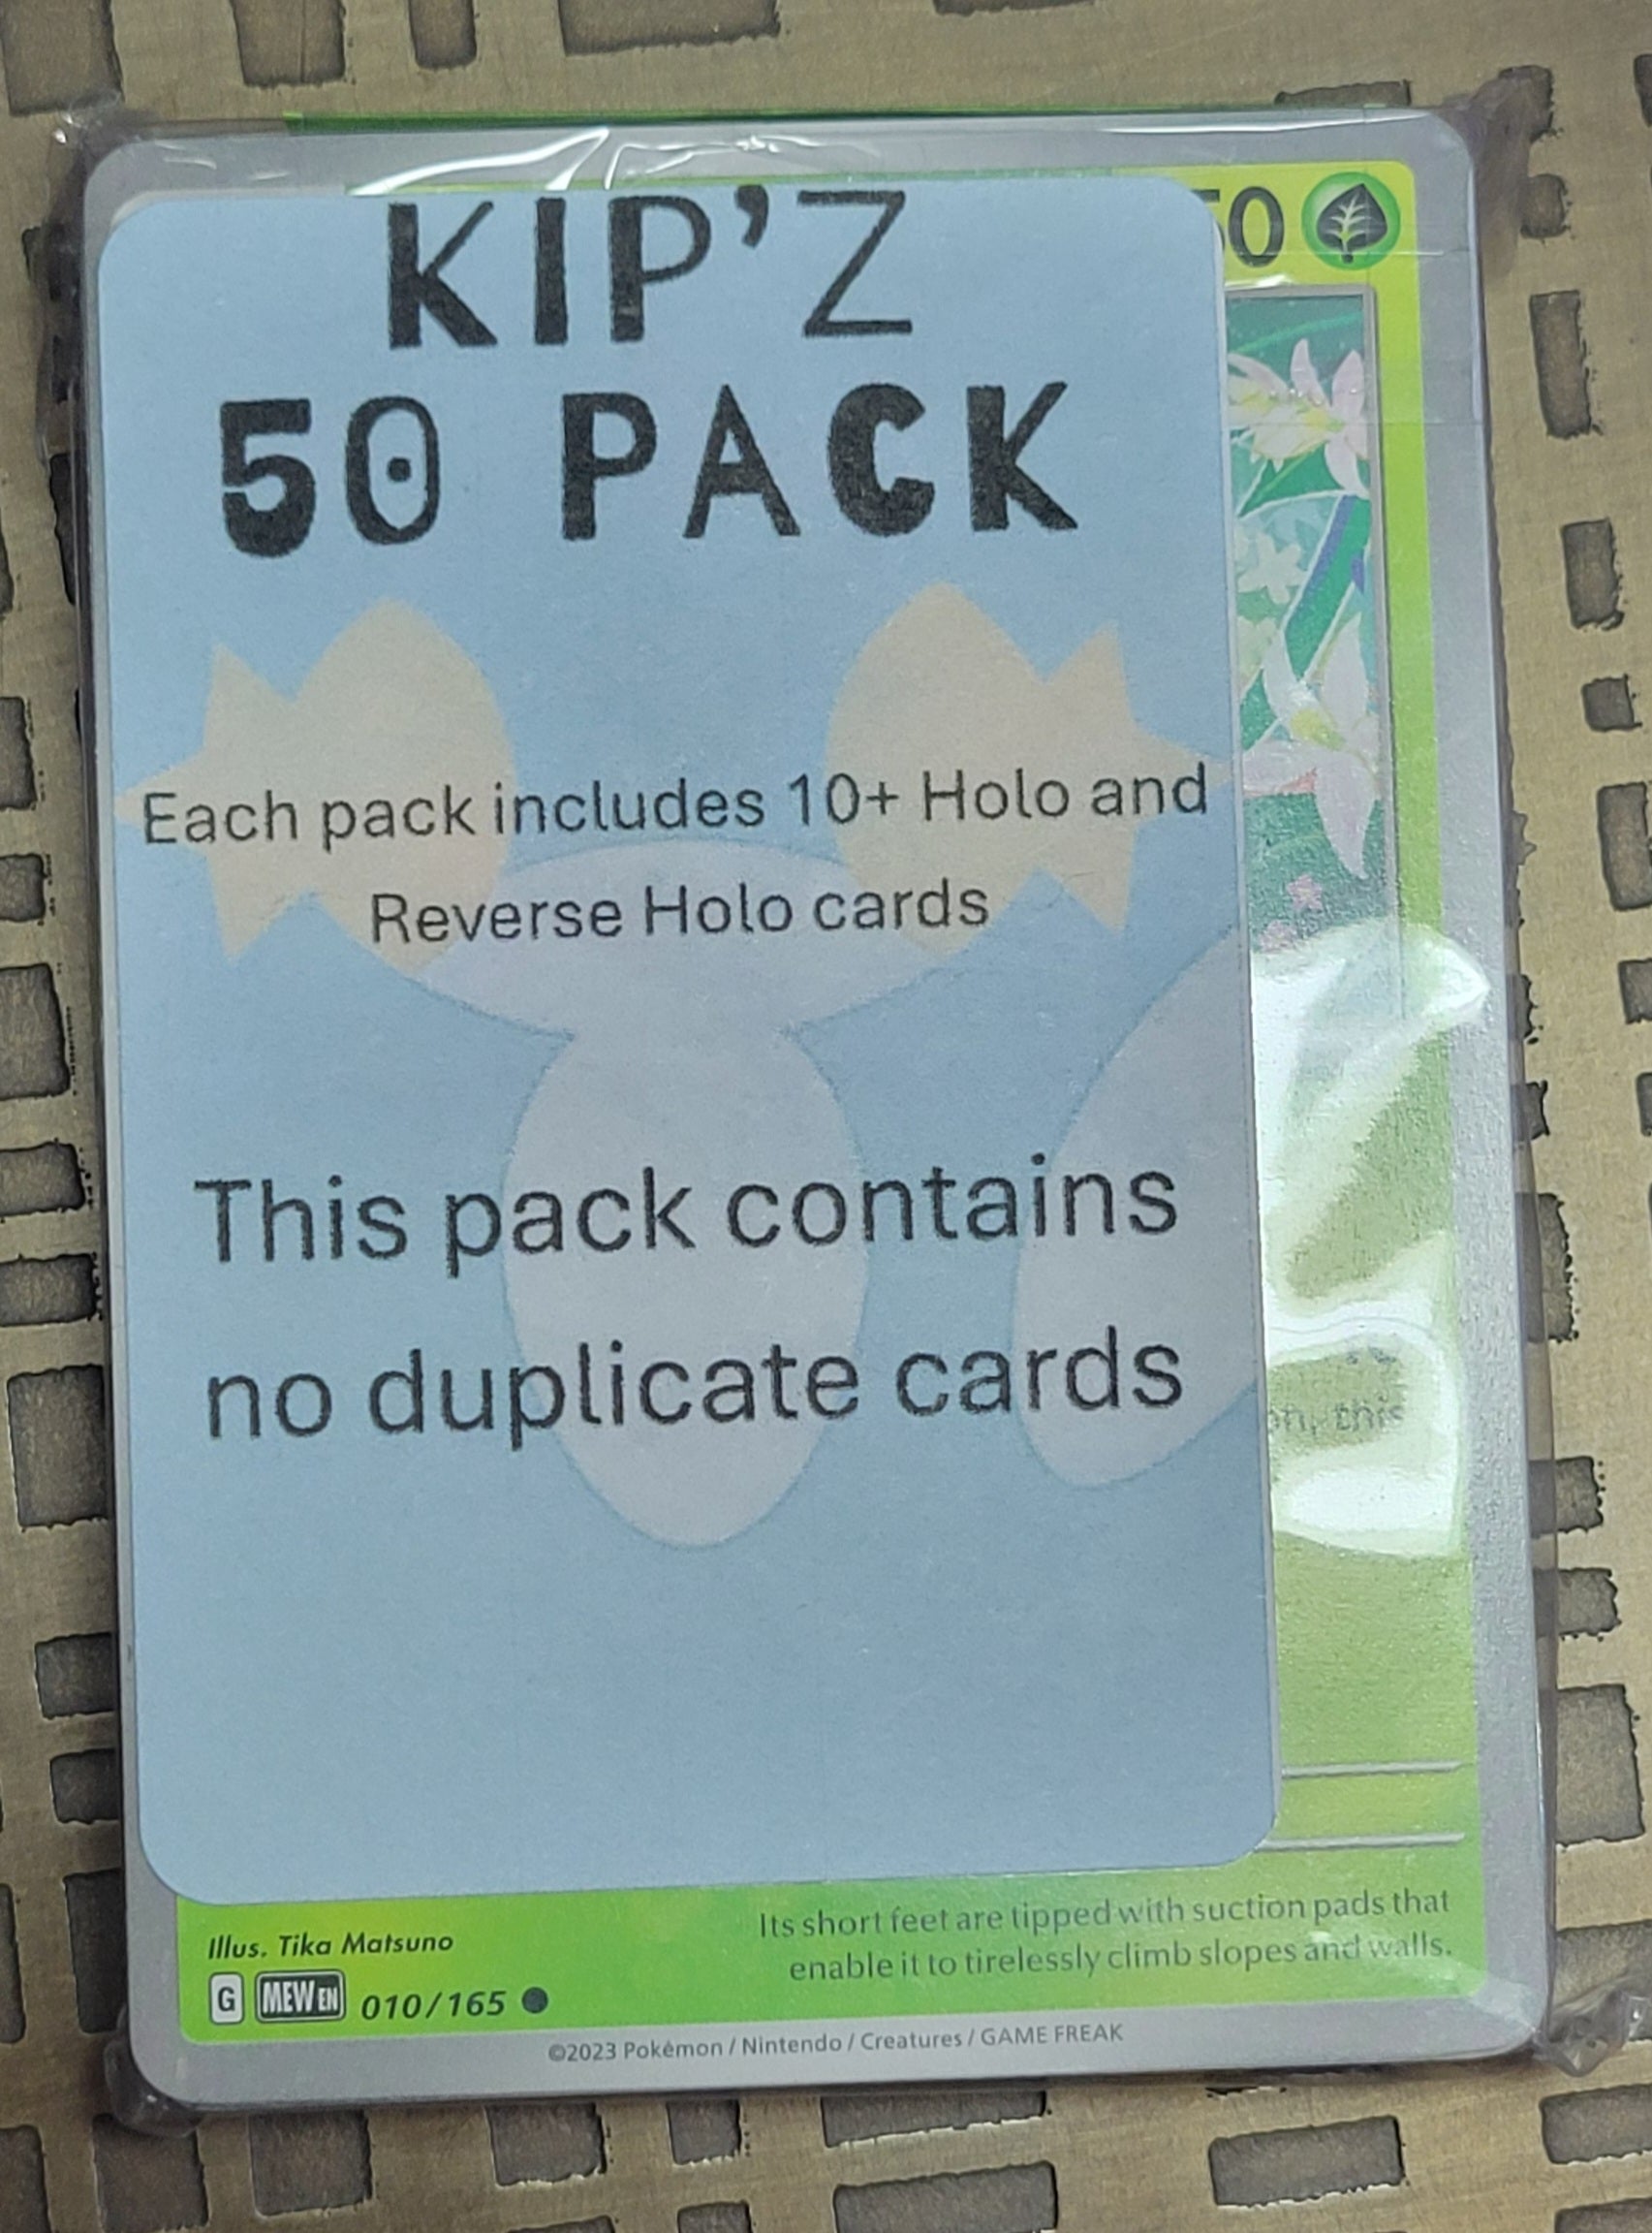 KIP'Z
50 PACK
50
Each pack includes 10+ Holo and
Reverse Holo cards
This pack contains
no duplicate cards
this
Illus. Tika Matsuno
Its short feet are tipped with suction pads that
enable it to tirelessly climb slopes and walls.
G MEW EN 010/165
©2023 Pokémon / Nintendo / Creatures / GAME FREAK